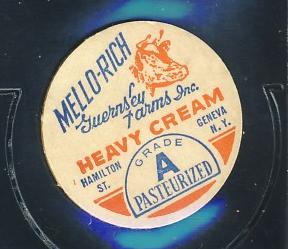 MELLO-RICH
Guernsey
Farms Inc.
HEAVY CREAM
HAMILTON ST.
GENEVA N.Y.
GRADE
A
PASTEURIZED